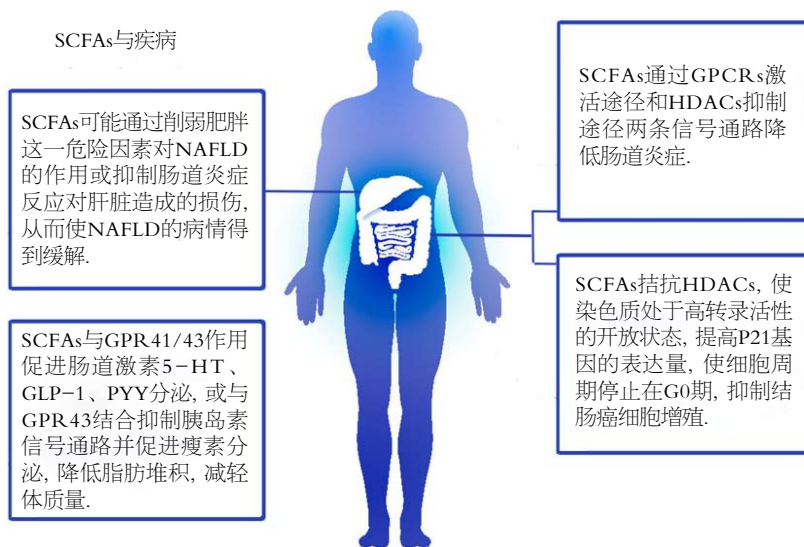 SCFAs与疾病
SCFAs可能通过削弱肥胖
这一危险因素对NAFLD
的作用或抑制肠道炎症
反应对肝脏造成的损伤,
从而使NAFLD的病情得
到缓解.
SCFAs与GPR41/43作用
促进肠道激素5-HT、
GLP-1、PYY分泌, 或与
GPR43结合抑制胰岛素
信号通路并促进瘦素分
泌, 降低脂肪堆积, 减轻
体质量.
SCFAs通过GPCRs激
活途径和HDACs抑制
途径两条信号通路降
低肠道炎症.
SCFAs拮抗HDACs, 使
染色质处于高转录活性
的开放状态, 提高P21基
因的表达量, 使细胞周
期停止在G0期, 抑制结
肠癌细胞增殖.